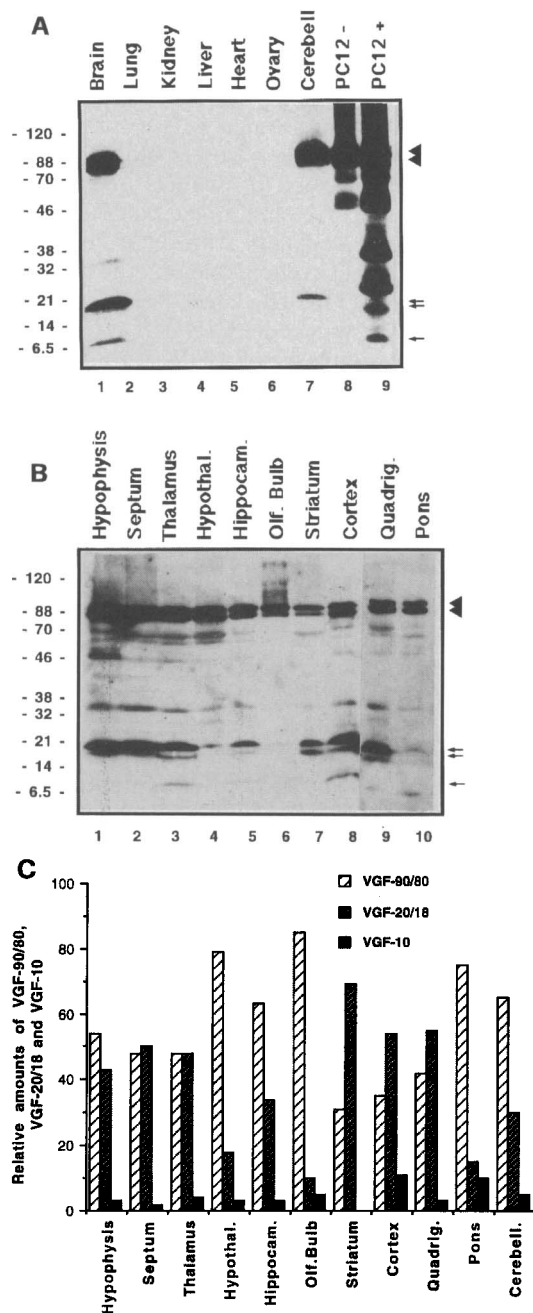 A
Brain Lung Kidney Liver Heart Ovary Cerebell PC12 - PC12 +
- 120 -
- 88 -
- 70 -
- 46 -
- 38 -
- 32 -
- 21 -
- 14 -
- 6.5 -
1 2 3 4 5 6 7 8 9
B
Hypophysis Septum Thalamus Hypothal. Hippocam. Olf. Bulb Striatum Cortex Quadrig. Pons
- 120 -
- 88 -
- 70 -
- 46 -
- 38 -
- 32 -
- 21 -
- 14 -
- 6.5 -
1 2 3 4 5 6 7 8 9 10
C
Relative amounts of VGF-90/80,
VGF-20/18 and VGF-10
100
80
60
40
20
0
VGF-90/80
VGF-20/18
VGF-10
Hypophysis Septum Thalamus Hypothal. Hippocam. Olf.Bulb Striatum Cortex Quadrig. Pons Cerebell.